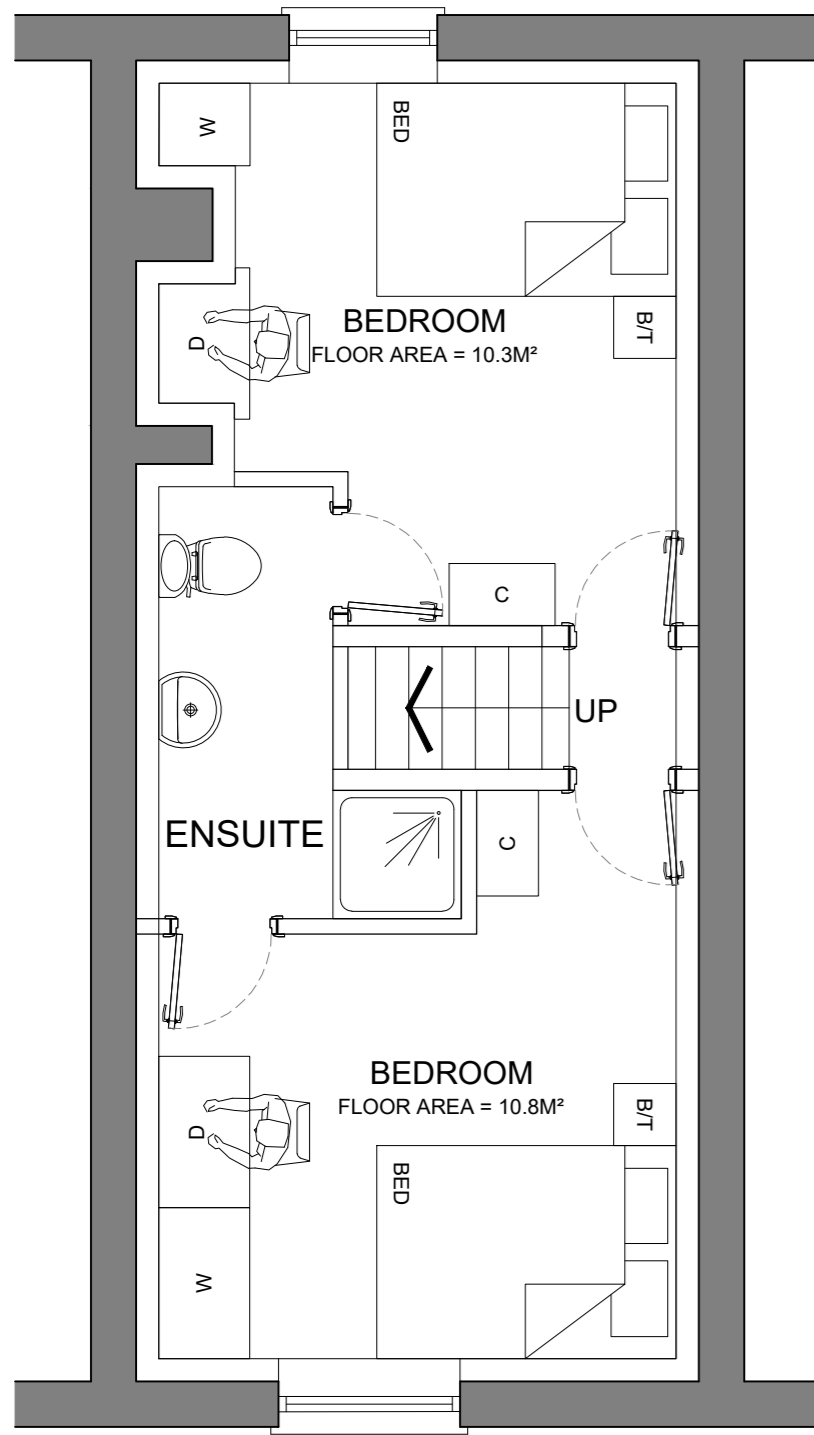 W
BED
BEDROOM
FLOOR AREA = 10.3M²
D
B/T
C
UP
ENSUITE
C
BEDROOM
FLOOR AREA = 10.8M²
D
B/T
BED
W